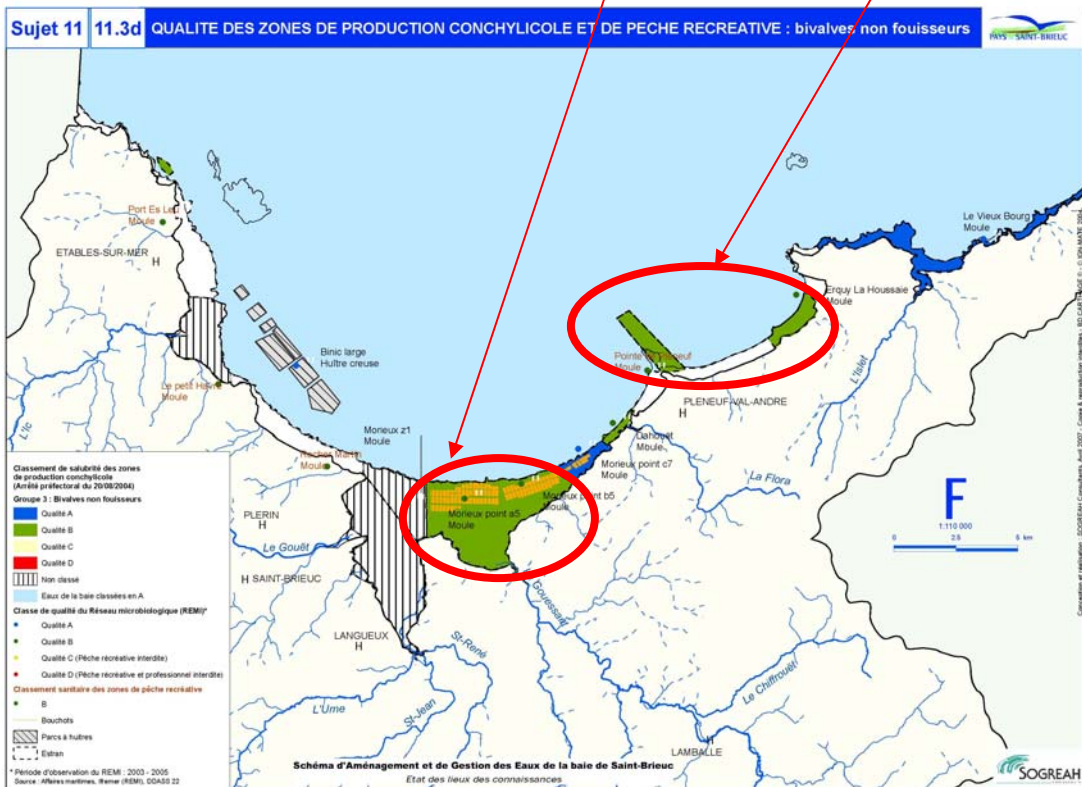 Sujet 11
11.3d
QUALITE DES ZONES DE PRODUCTION CONCHYLICOLE ET DE PECHE RECREATIVE : bivalves non fouisseurs
PAYS SAINT-BRIEUC
Port Es Leu
Moule
ETABLES-SUR-MER
H
Le Vieux Bourg
Moule
Erquy La Houssaie
Moule
Binic large
Huître creuse
Pointe
Moule
L'Islet
PLENEUF-VAL-ANDRE
H
Le petit Havre
Moule
L'Ic
Morieux z1
Moule
Dahouët
Moule
Rocher Martin
Moule
Morieux point c7
Moule
La Flora
Morieux point b5
Moule
Morieux point a5
Moule
PLERIN
H
Le Gouët
H SAINT-BRIEUC
F
1:110 000
0 2.5 5 km
Le Gouessant
LANGUEUX
H
St-René
Le Chiffrouët
L'Urne
St-Jean
H
LAMBALLE
Classement de salubrité des zones
de production conchylicole
(Arrêté préfectoral du 20/08/2004)
Groupe 3 : Bivalves non fouisseurs
Qualité A
Qualité B
Qualité C
Qualité D
Non classé
Eaux de la baie classées en A
Classe de qualité du Réseau microbiologique (REMI)*
Qualité A
Qualité B
Qualité C (Pêche récréative interdite)
Qualité D (Pêche récréative et professionnel interdite)
Classement sanitaire des zones de pêche recréative
B
Bouchots
Parcs à huîtres
Estran
* Période d'observation du REMI : 2003 - 2005
Source : Affaires maritimes, Ifremer (REMI), DDASS 22
Schéma d'Aménagement et de Gestion des Eaux de la baie de Saint-Brieuc
Etat des lieux des connaissances
SOGREAH